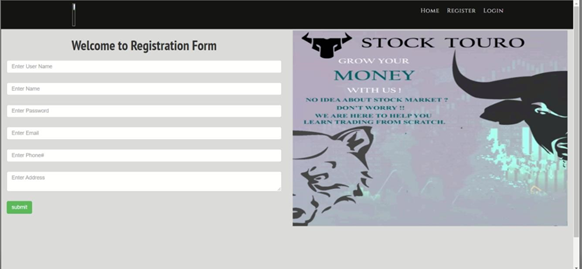 Home Register Login
Welcome to Registration Form
Enter User Name
Enter Name
Enter Password
Enter Email
Enter Phone#
Enter Address
submit
STOCK TOURO
GROW YOUR
MONEY
WITH US !
NO IDEA ABOUT STOCK MARKET ?
DON'T WORRY !!
WE ARE HERE TO HELP YOU
LEARN TRADING FROM SCRATCH.